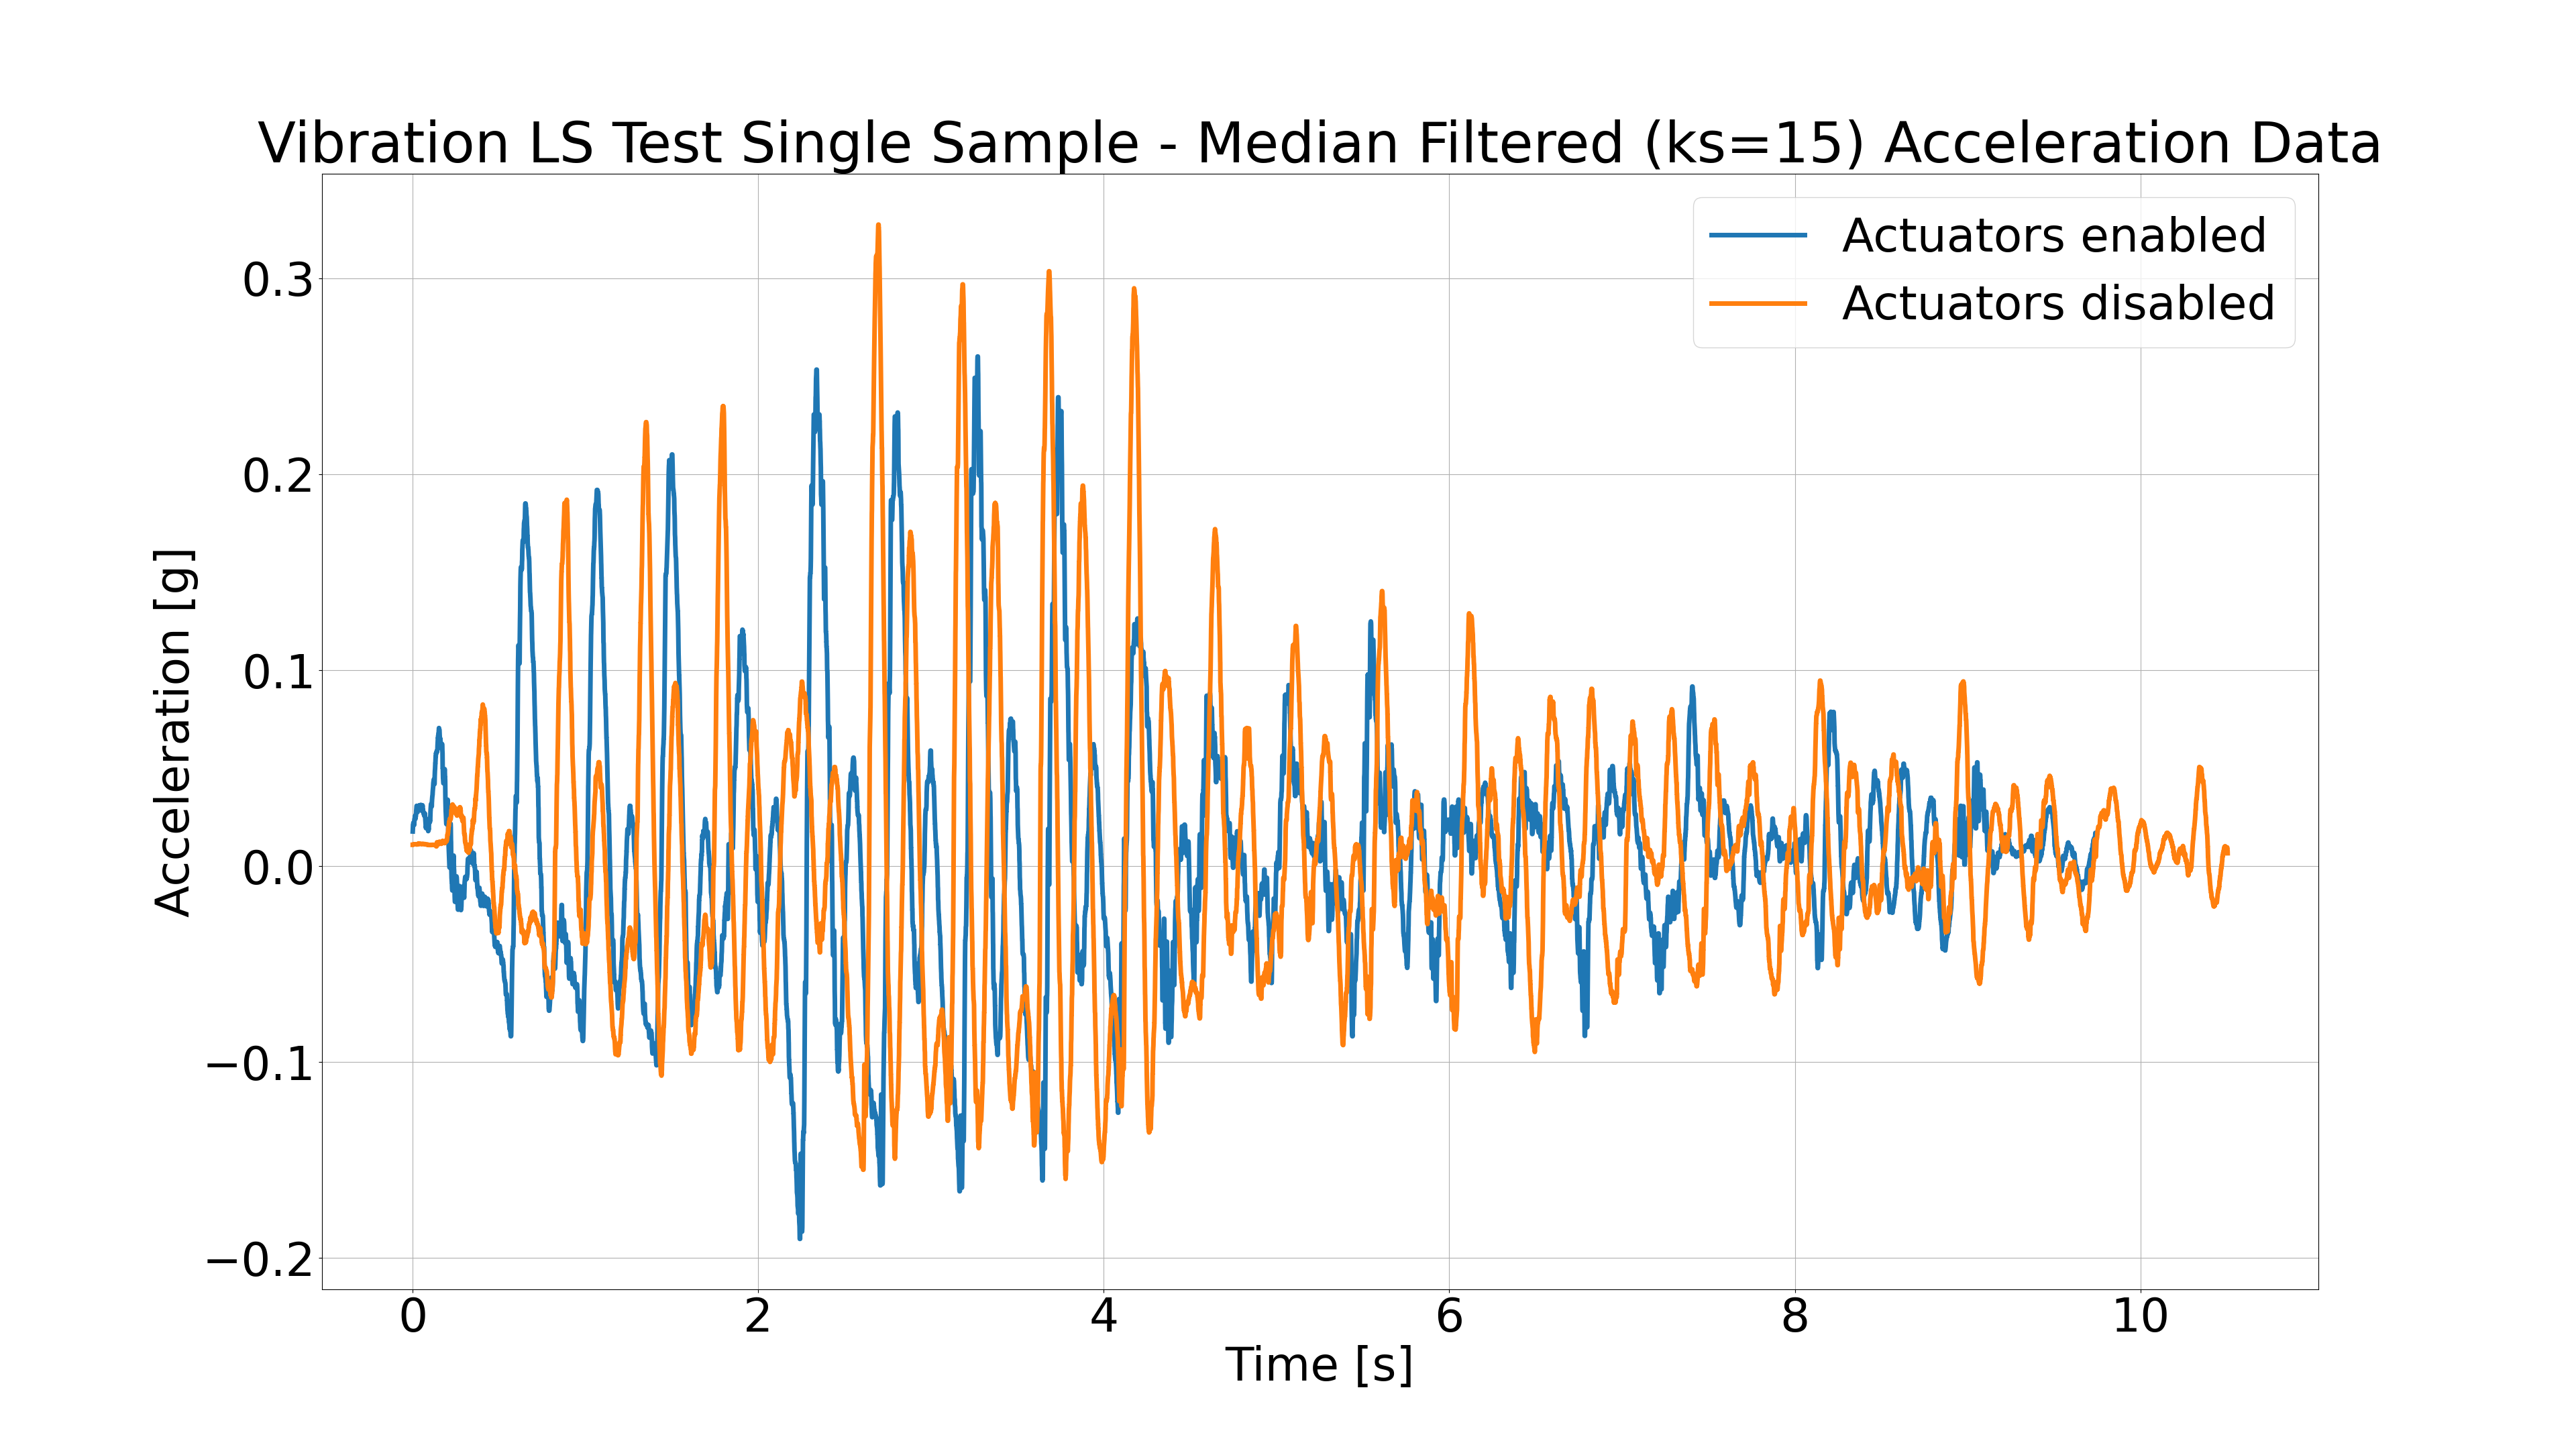 Vibration LS Test Single Sample - Median Filtered (ks=15) Acceleration Data
Actuators enabled
Actuators disabled
Acceleration [g]
0.3
0.2
0.1
0.0
−0.1
−0.2
0 2 4 6 8 10
Time [s]